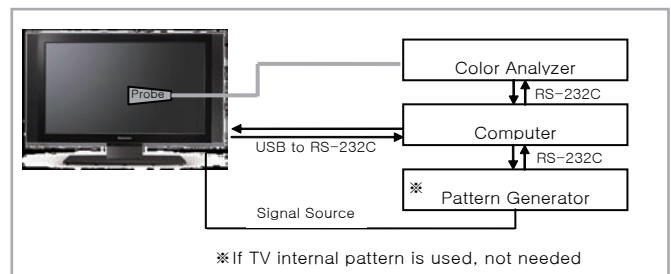 Color Analyzer
Probe
RS-232C
Computer
USB to RS-232C
RS-232C
※
Pattern Generator
Signal Source
※If TV internal pattern is used, not needed